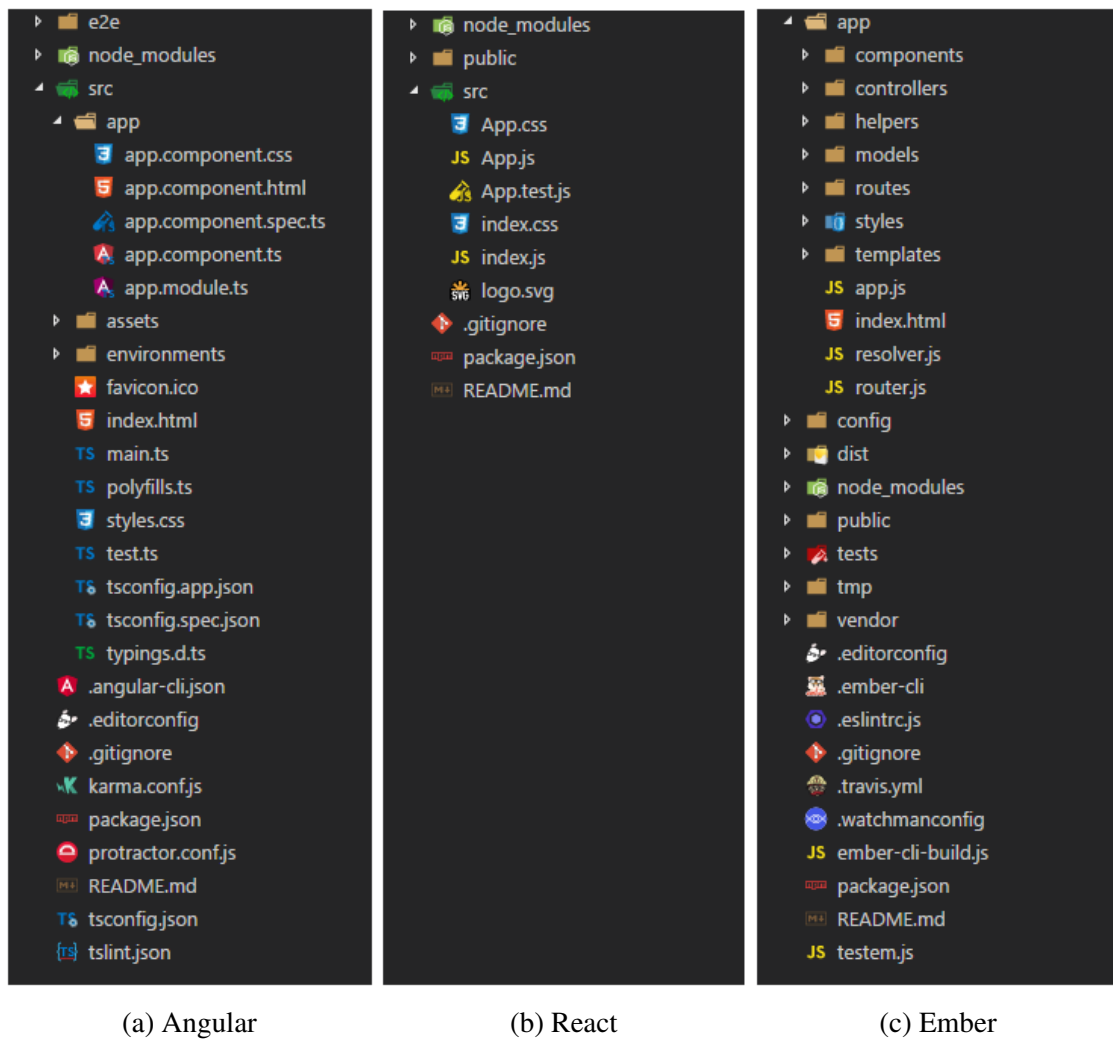 e2e
node_modules
src
app
app.component.css
app.component.html
app.component.spec.ts
app.component.ts
app.module.ts
assets
environments
favicon.ico
index.html
main.ts
polyfills.ts
styles.css
test.ts
tsconfig.app.json
tsconfig.spec.json
typings.d.ts
.angular-cli.json
.editorconfig
.gitignore
karma.conf.js
package.json
protractor.conf.js
README.md
tsconfig.json
tslint.json
(a) Angular
node_modules
public
src
App.css
App.js
App.test.js
index.css
index.js
logo.svg
.gitignore
package.json
README.md
(b) React
app
components
controllers
helpers
models
routes
styles
templates
app.js
index.html
resolver.js
router.js
config
dist
node_modules
public
tests
tmp
vendor
.editorconfig
.ember-cli
.eslintrc.js
.gitignore
.travis.yml
.watchmanconfig
ember-cli-build.js
package.json
README.md
testem.js
(c) Ember